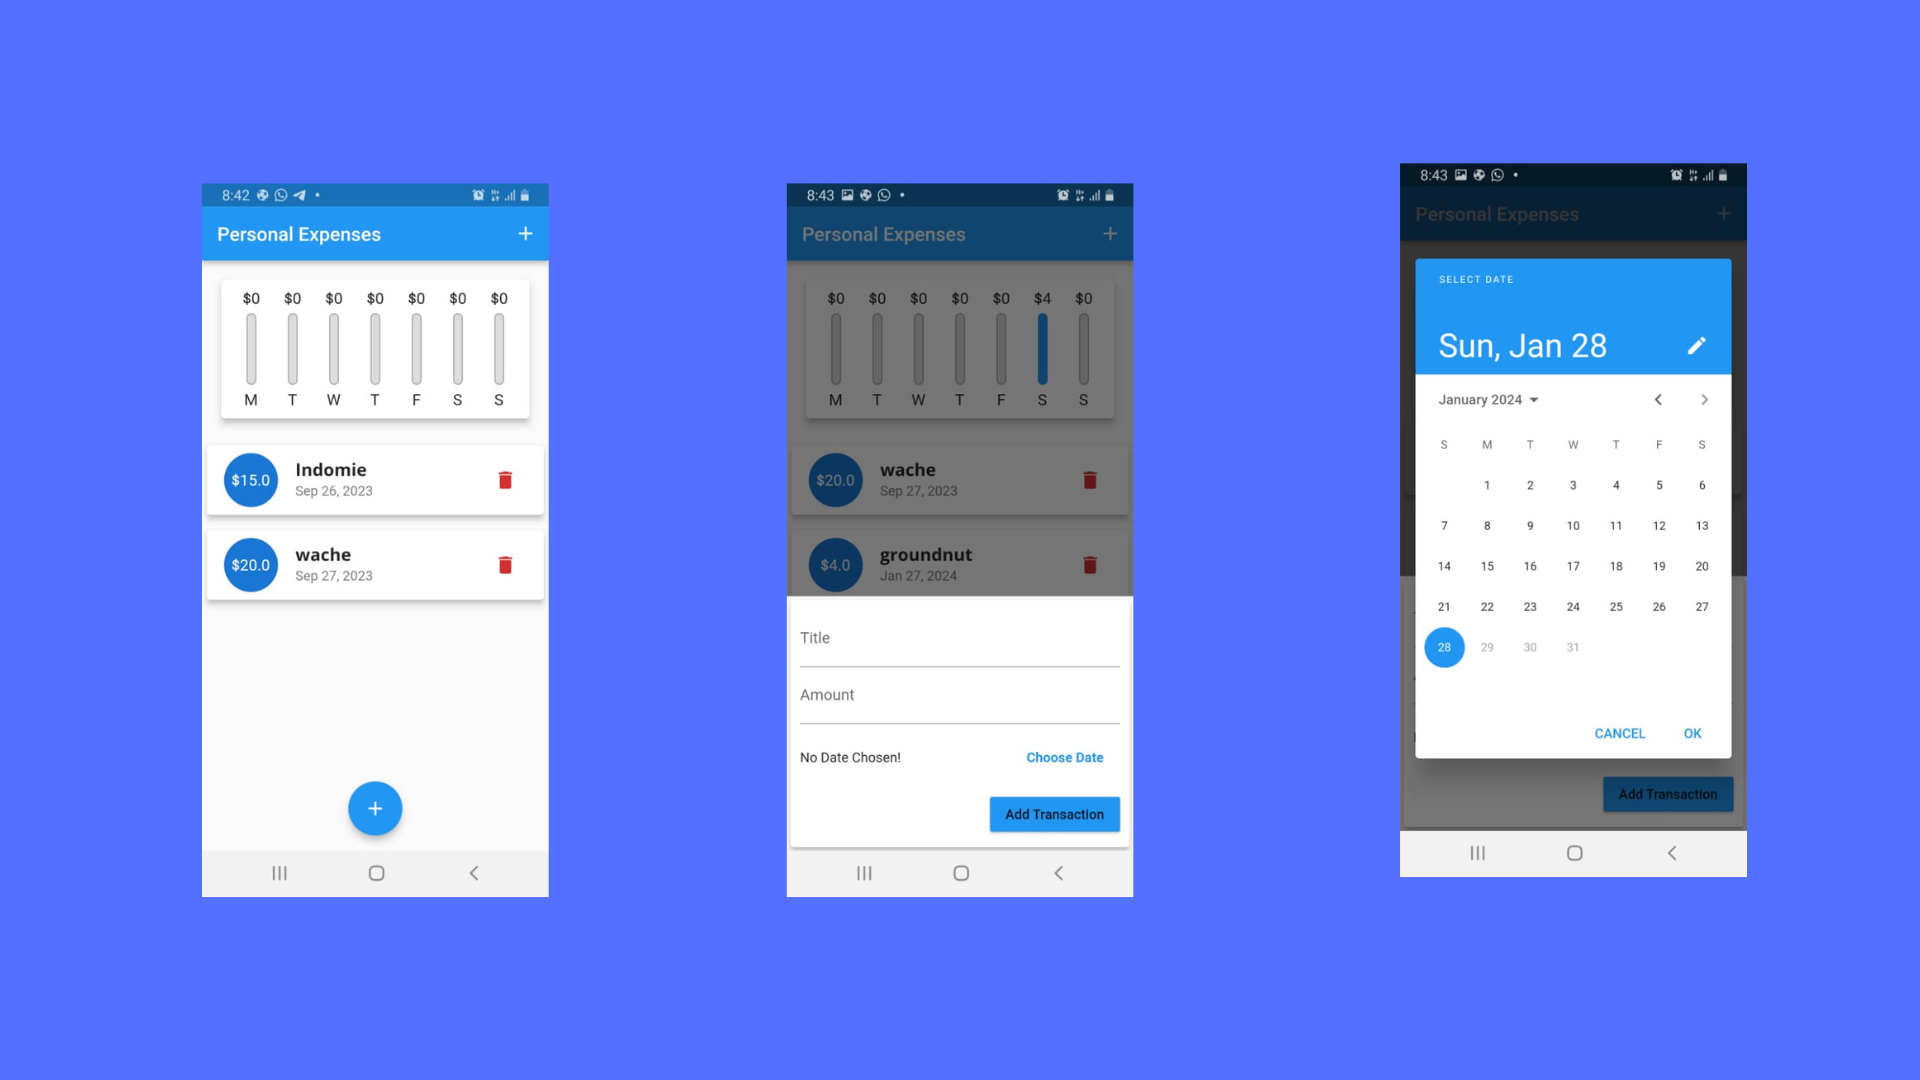 8:42
Personal Expenses +
$0 $0 $0 $0 $0 $0 $0
M T W T F S S
$15.0 Indomie
Sep 26, 2023
$20.0 wache
Sep 27, 2023
+
8:43
Personal Expenses +
$0 $0 $0 $0 $0 $4 $0
M T W T F S S
$20.0 wache
Sep 27, 2023
$4.0 groundnut
Jan 27, 2024
Title
Amount
No Date Chosen! Choose Date
Add Transaction
8:43
Personal Expenses +
SELECT DATE
Sun, Jan 28
January 2024
S M T W T F S
1 2 3 4 5 6
7 8 9 10 11 12 13
14 15 16 17 18 19 20
21 22 23 24 25 26 27
28 29 30 31
CANCEL OK
Add Transaction